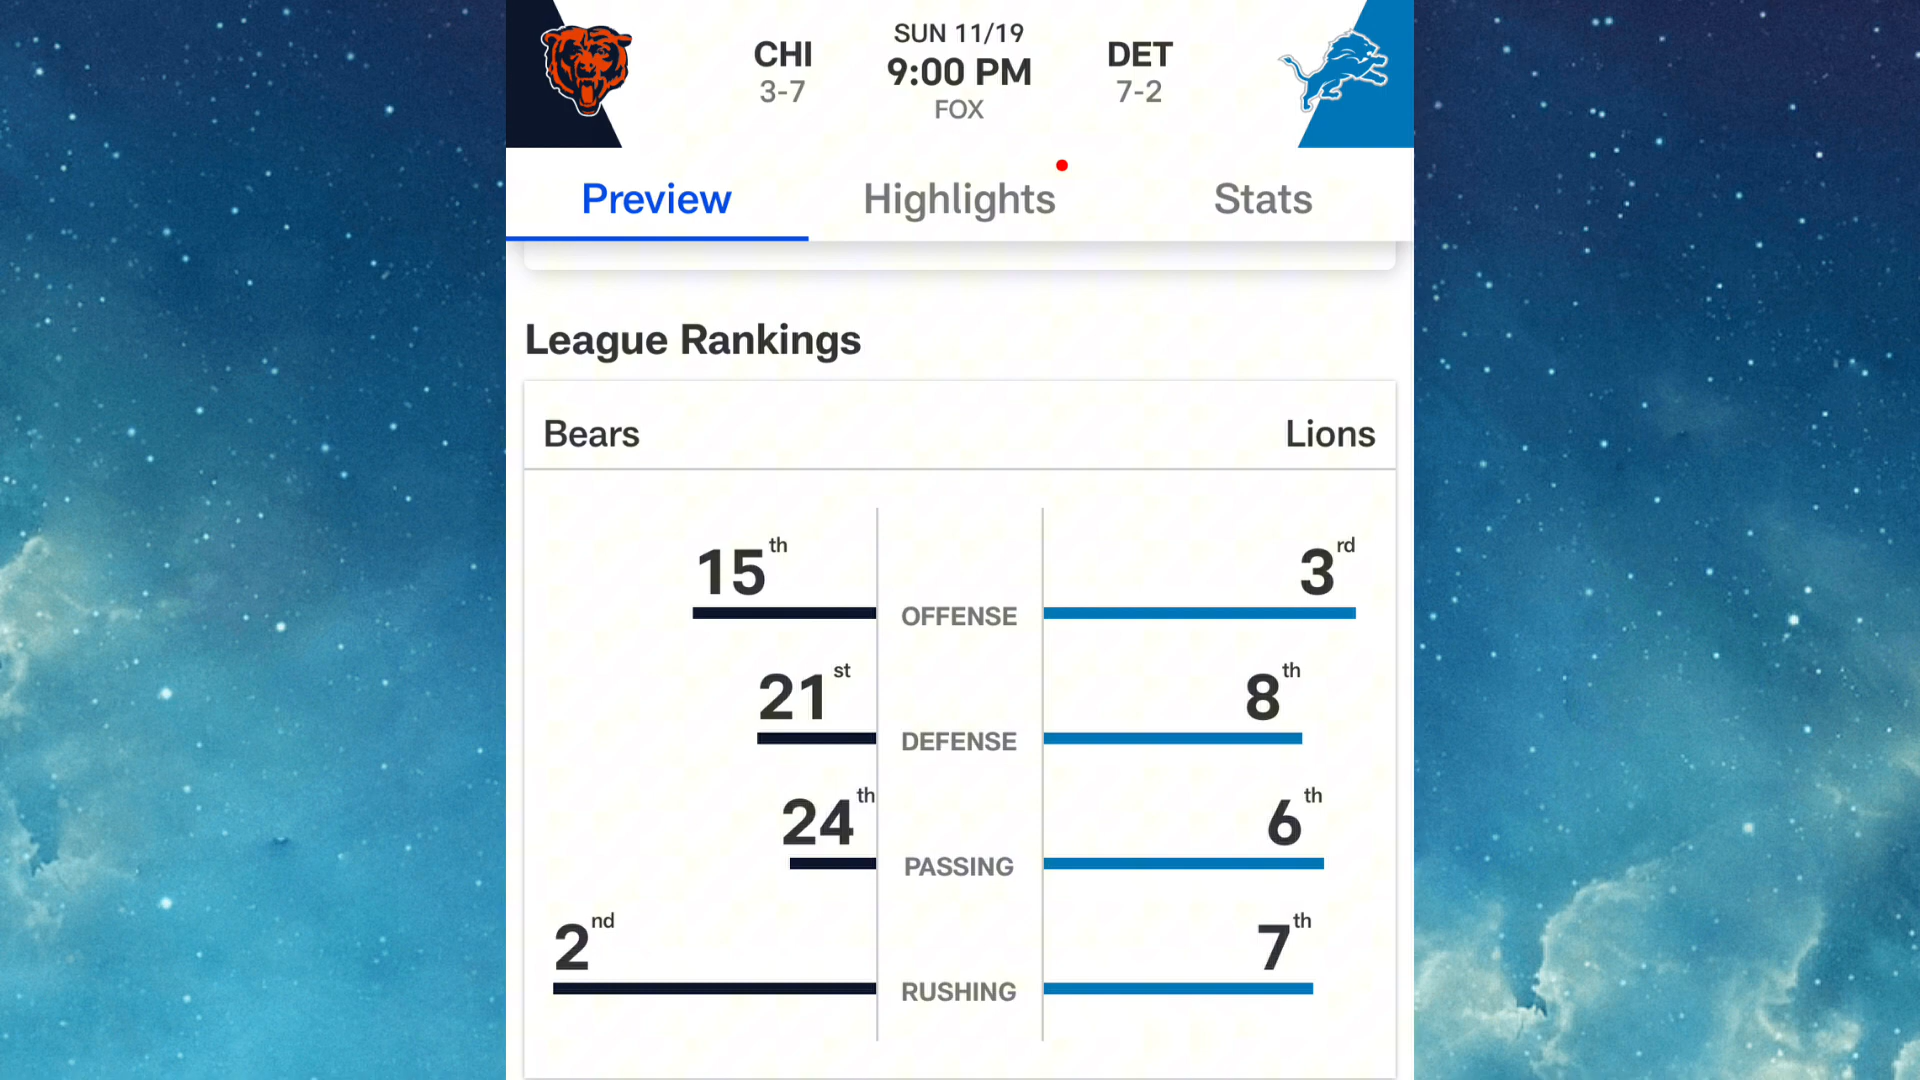 CHI
3-7
SUN 11/19
9:00 PM
FOX
DET
7-2
Preview
Highlights
Stats
League Rankings
Bears
Lions
15th
OFFENSE
3rd
21st
DEFENSE
8th
24th
PASSING
6th
2nd
RUSHING
7th